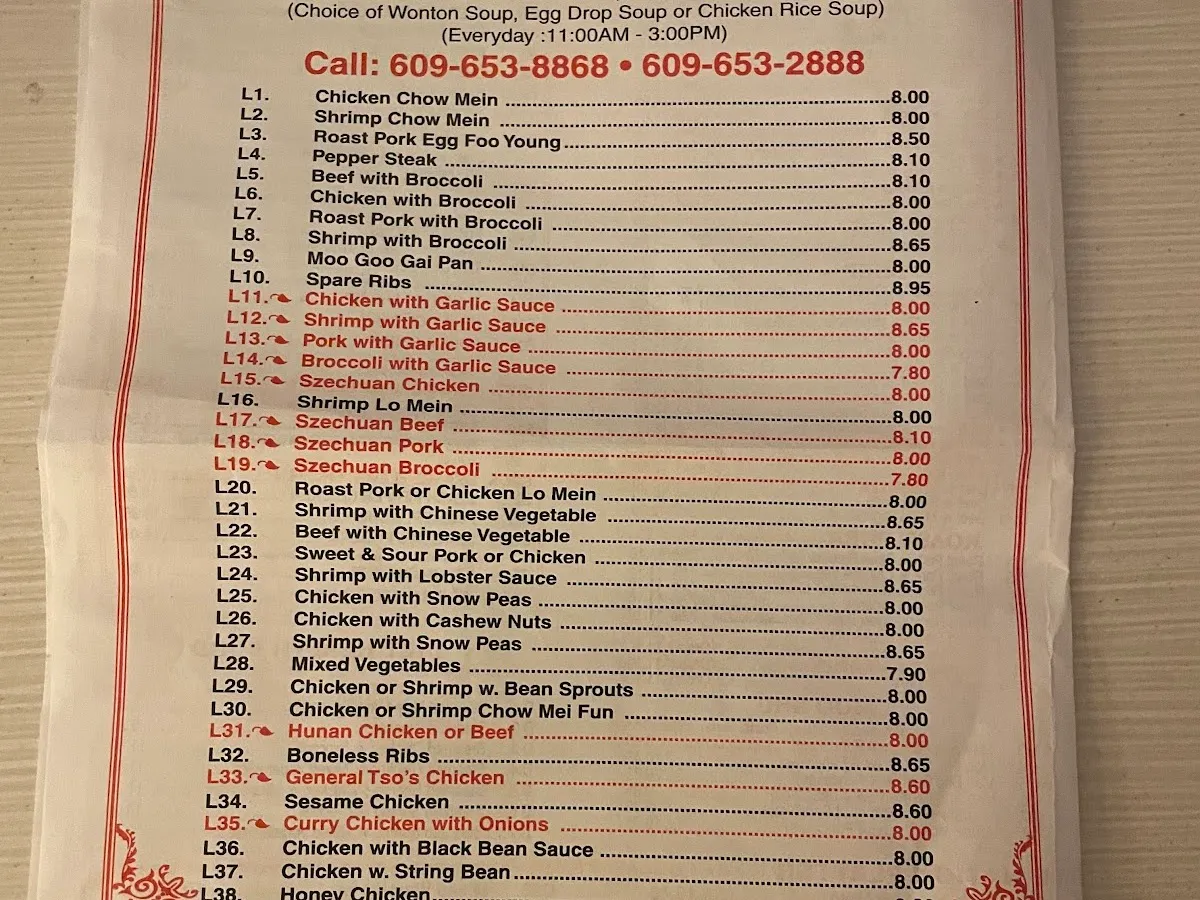 (Choice of Wonton Soup, Egg Drop Soup or Chicken Rice Soup)
(Everyday :11:00AM - 3:00PM)
Call: 609-653-8868 • 609-653-2888
L1. Chicken Chow Mein 8.00
L2. Shrimp Chow Mein 8.00
L3. Roast Pork Egg Foo Young 8.50
L4. Pepper Steak 8.10
L5. Beef with Broccoli 8.10
L6. Chicken with Broccoli 8.00
L7. Roast Pork with Broccoli 8.00
L8. Shrimp with Broccoli 8.65
L9. Moo Goo Gai Pan 8.00
L10. Spare Ribs 8.95
L11. Chicken with Garlic Sauce 8.00
L12. Shrimp with Garlic Sauce 8.65
L13. Pork with Garlic Sauce 8.00
L14. Broccoli with Garlic Sauce 7.80
L15. Szechuan Chicken 8.00
L16. Shrimp Lo Mein 8.00
L17. Szechuan Beef 8.10
L18. Szechuan Pork 8.00
L19. Szechuan Broccoli 7.80
L20. Roast Pork or Chicken Lo Mein 8.00
L21. Shrimp with Chinese Vegetable 8.65
L22. Beef with Chinese Vegetable 8.10
L23. Sweet & Sour Pork or Chicken 8.00
L24. Shrimp with Lobster Sauce 8.65
L25. Chicken with Snow Peas 8.00
L26. Chicken with Cashew Nuts 8.00
L27. Shrimp with Snow Peas 8.65
L28. Mixed Vegetables 7.90
L29. Chicken or Shrimp w. Bean Sprouts 8.00
L30. Chicken or Shrimp Chow Mei Fun 8.00
L31. Hunan Chicken or Beef 8.00
L32. Boneless Ribs 8.65
L33. General Tso's Chicken 8.60
L34. Sesame Chicken 8.60
L35. Curry Chicken with Onions 8.00
L36. Chicken with Black Bean Sauce 8.00
L37. Chicken w. String Bean 8.00
L38. Honey Chicken